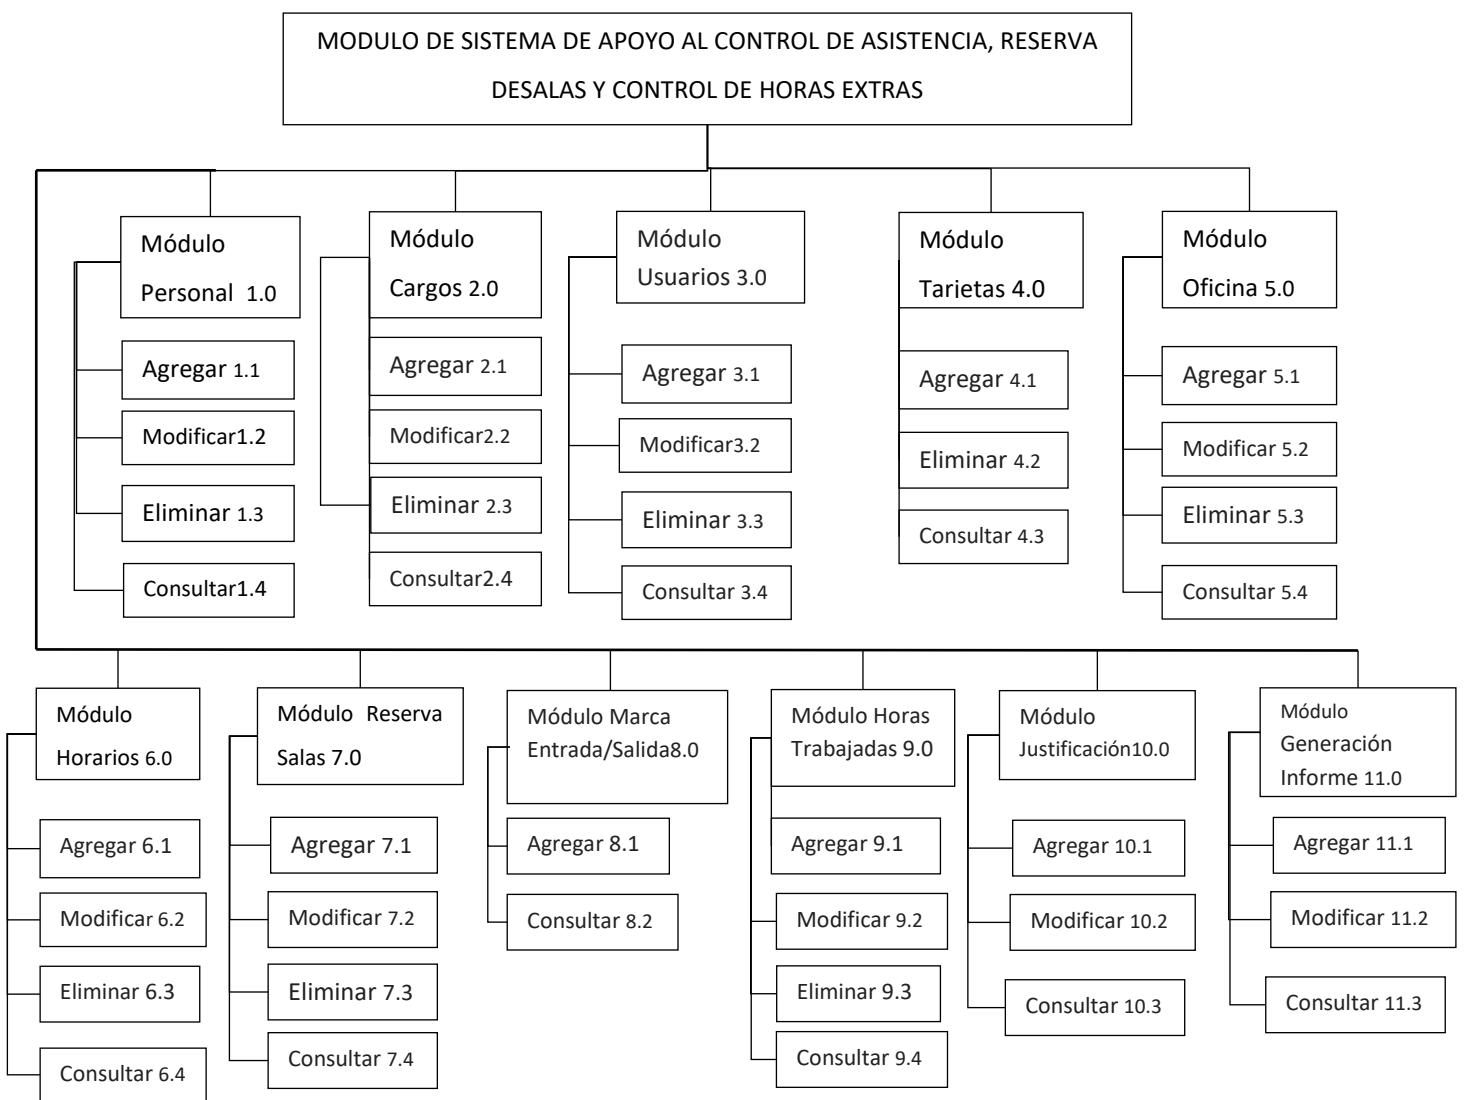 MODULO DE SISTEMA DE APOYO AL CONTROL DE ASISTENCIA, RESERVA
DESALAS Y CONTROL DE HORAS EXTRAS
Módulo
Personal 1.0
Agregar 1.1
Modificar1.2
Eliminar 1.3
Consultar1.4
Módulo
Cargos 2.0
Agregar 2.1
Modificar2.2
Eliminar 2.3
Consultar2.4
Módulo
Usuarios 3.0
Agregar 3.1
Modificar3.2
Eliminar 3.3
Consultar 3.4
Módulo
Tarietas 4.0
Agregar 4.1
Eliminar 4.2
Consultar 4.3
Módulo
Oficina 5.0
Agregar 5.1
Modificar 5.2
Eliminar 5.3
Consultar 5.4
Módulo
Horarios 6.0
Agregar 6.1
Modificar 6.2
Eliminar 6.3
Consultar 6.4
Módulo Reserva
Salas 7.0
Agregar 7.1
Modificar 7.2
Eliminar 7.3
Consultar 7.4
Módulo Marca
Entrada/Salida8.0
Agregar 8.1
Consultar 8.2
Módulo Horas
Trabajadas 9.0
Agregar 9.1
Modificar 9.2
Eliminar 9.3
Consultar 9.4
Módulo
Justificación10.0
Agregar 10.1
Modificar 10.2
Consultar 10.3
Módulo
Generación
Informe 11.0
Agregar 11.1
Modificar 11.2
Consultar 11.3